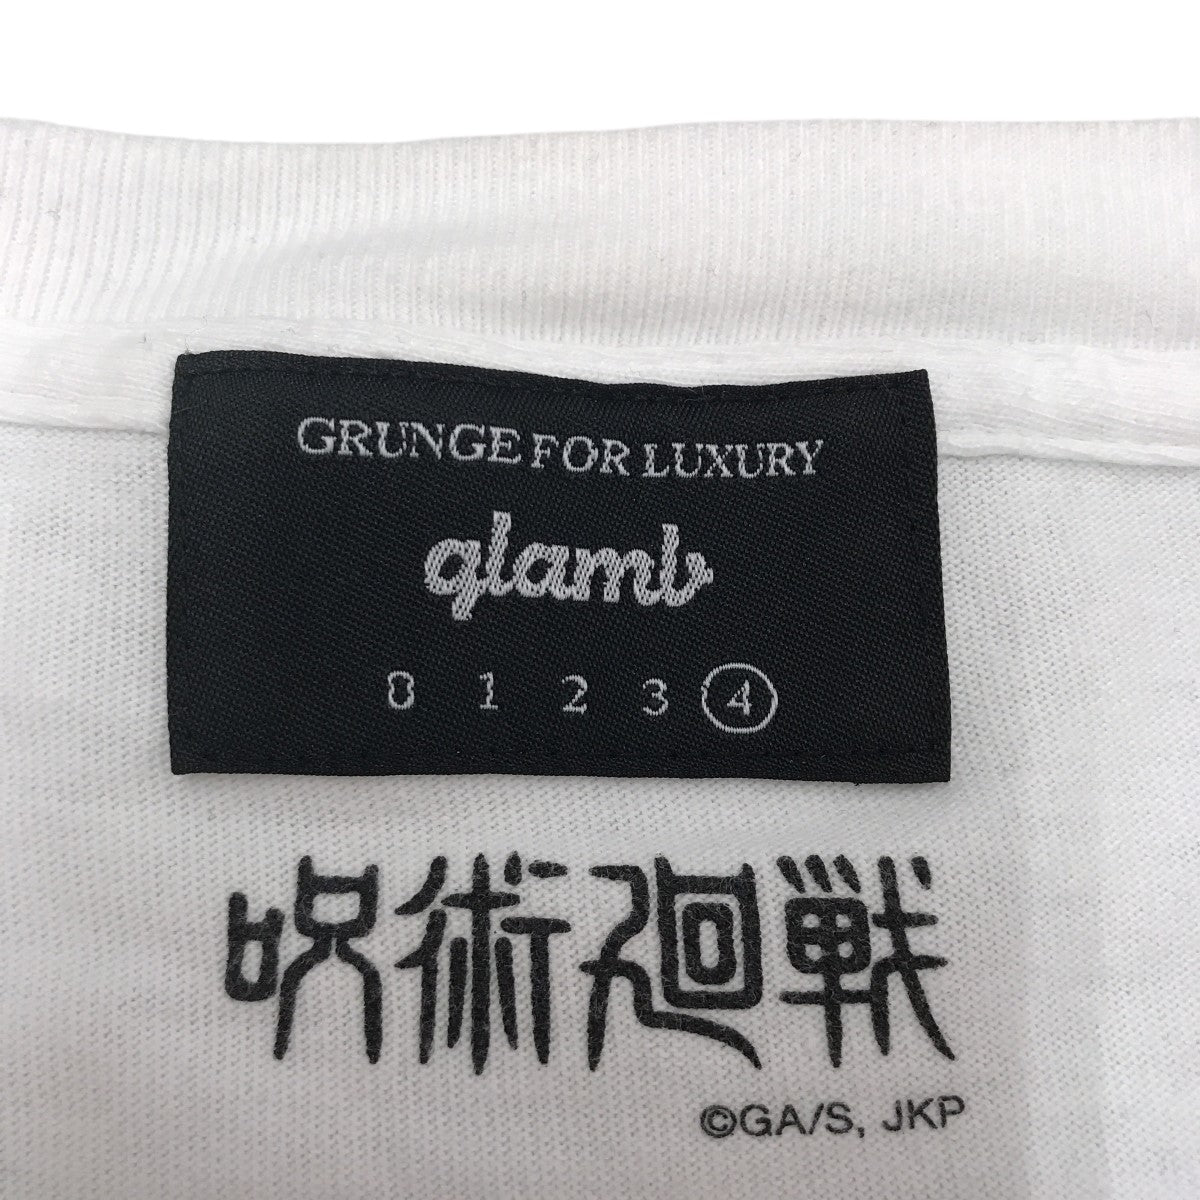 GRUNGE FOR LUXURY
glamb
0 1 2 3 4
呪術廻戦
©GA/S, JKP